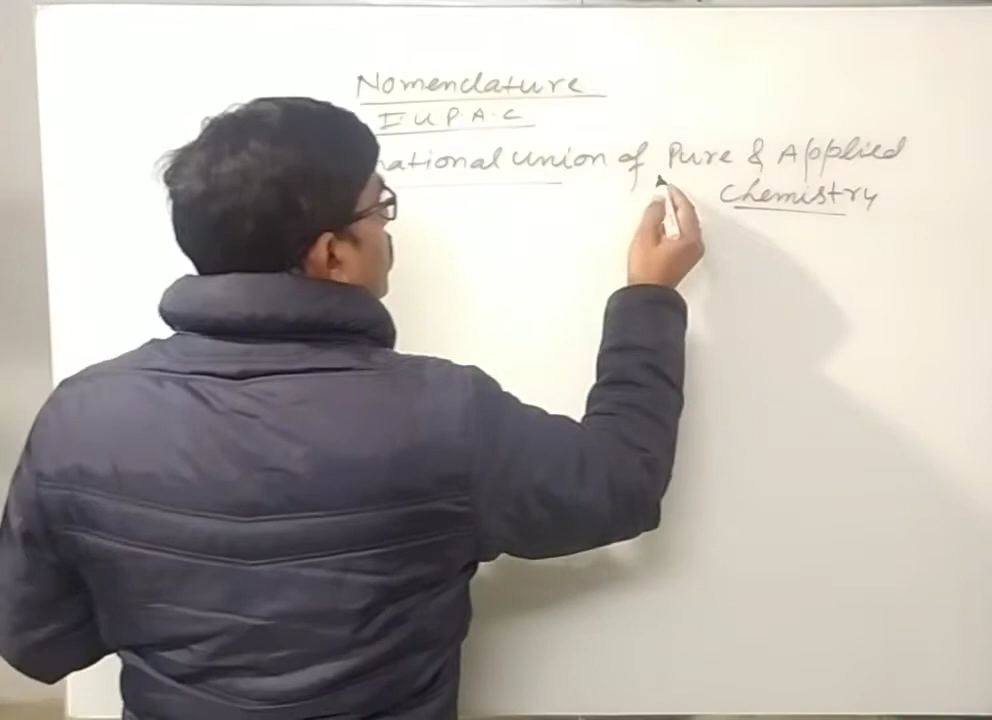 Nomenclature
I U P. A. C
national Union of Pure & Applied
Chemistry